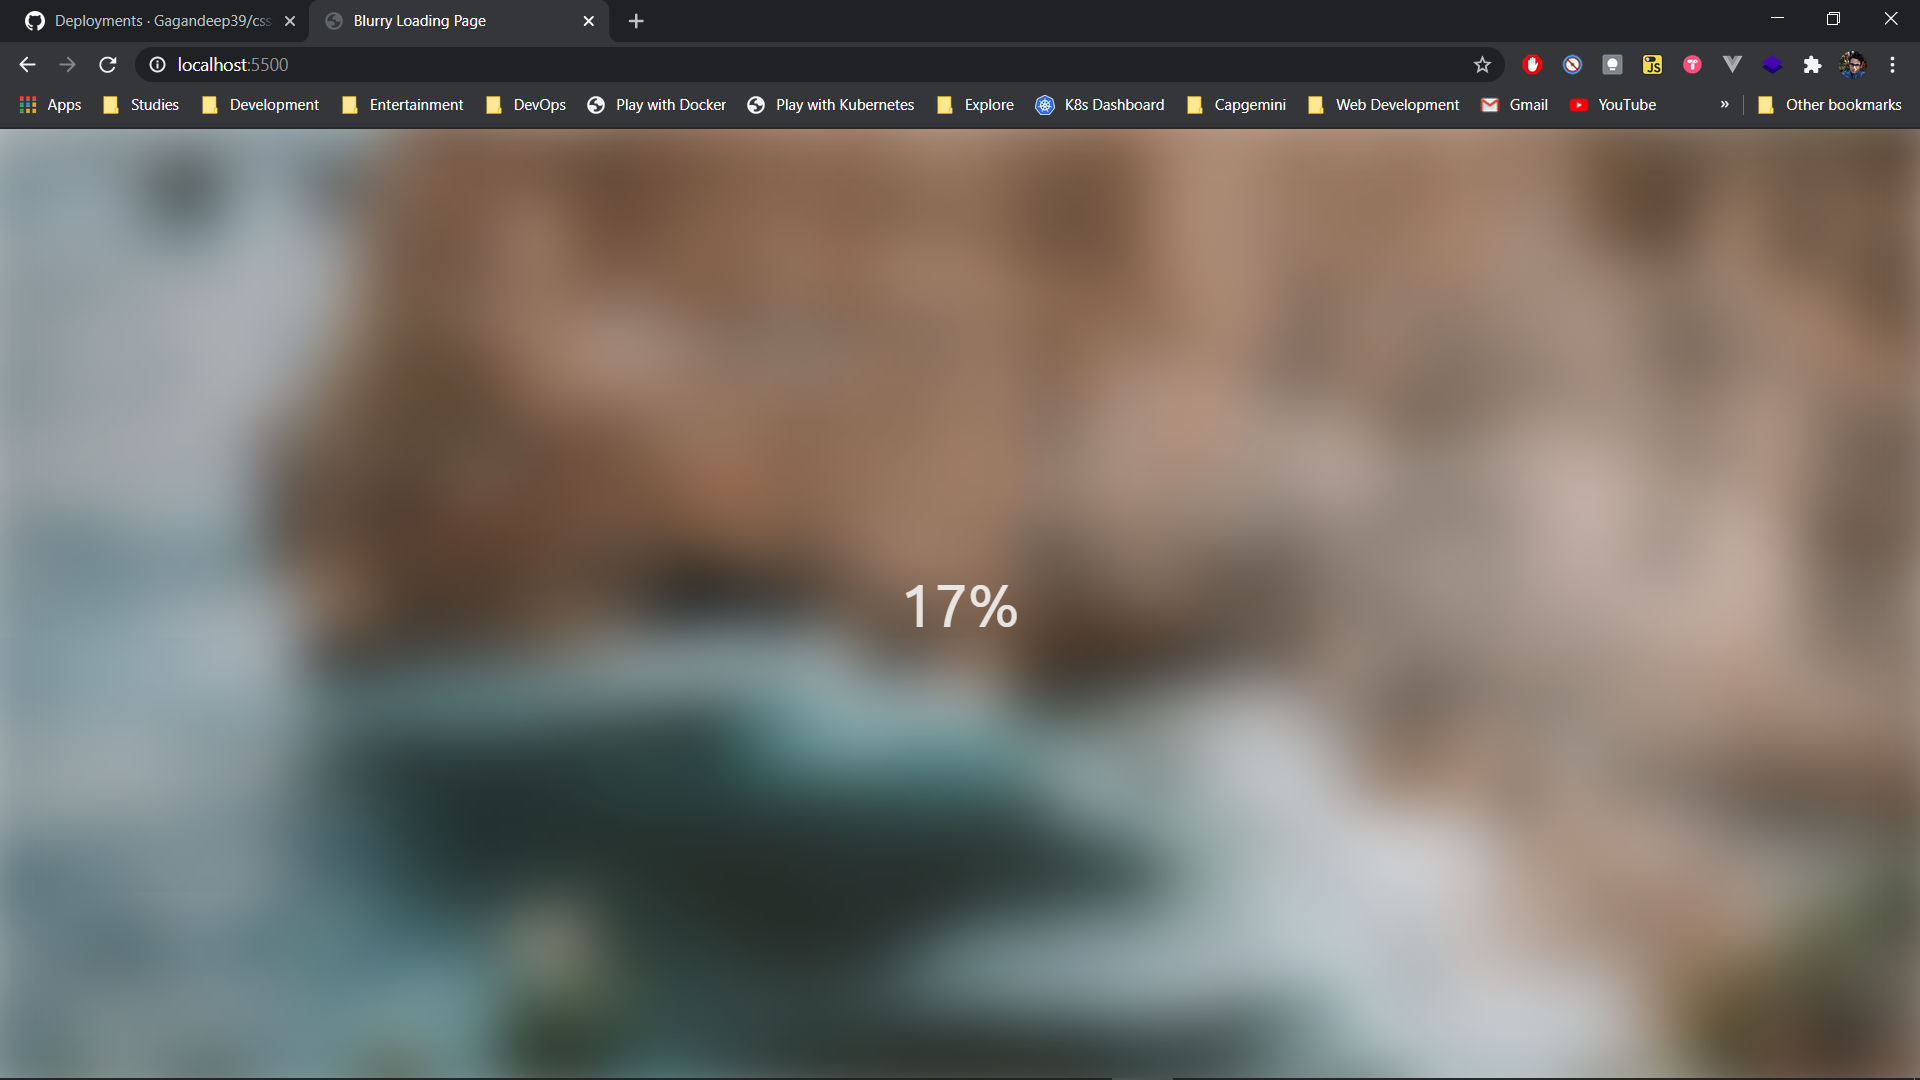 Deployments · Gagandeep39/css
Blurry Loading Page
localhost:5500
JS
Apps
Studies
Development
Entertainment
DevOps
Play with Docker
Play with Kubernetes
Explore
K8s Dashboard
Capgemini
Web Development
Gmail
YouTube
»
Other bookmarks
17%